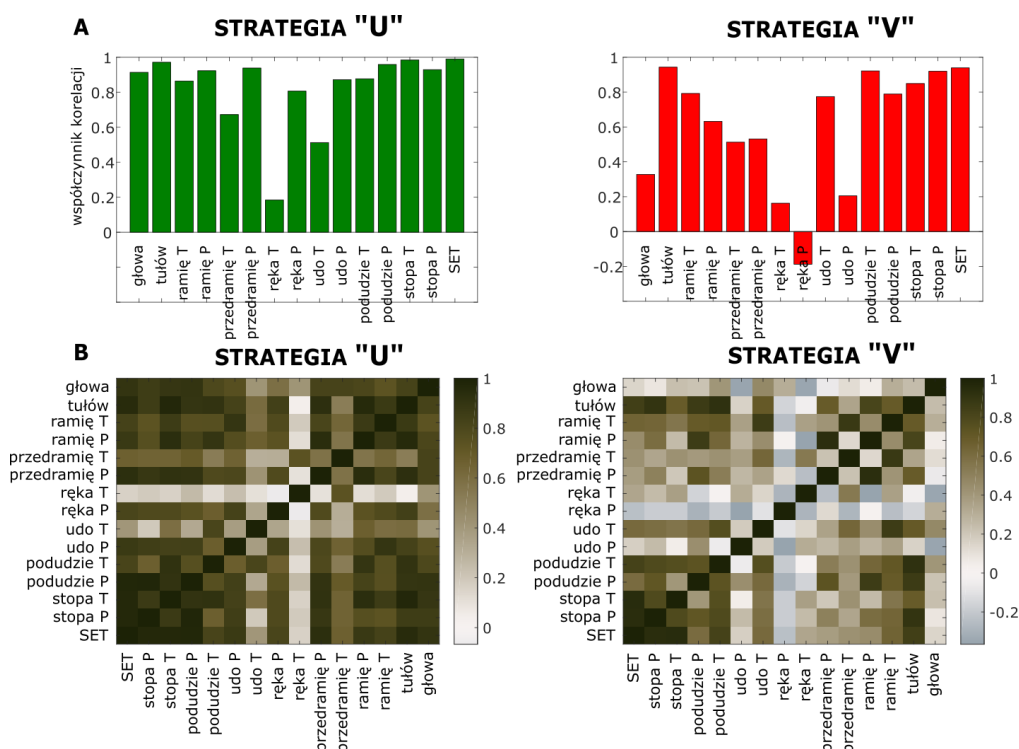 A
STRATEGIA "U"
STRATEGIA "V"
współczynnik korelacji
1
0.8
0.6
0.4
0.2
0
głowa
tułów
ramię T
ramię P
przedramię T
przedramię P
ręka T
ręka P
udo T
udo P
podudzie T
podudzie P
stopa T
stopa P
SET
1
0.8
0.6
0.4
0.2
0
-0.2
głowa
tułów
ramię T
ramię P
przedramię T
przedramię P
ręka T
ręka P
udo T
udo P
podudzie T
podudzie P
stopa T
stopa P
SET
B
STRATEGIA "U"
STRATEGIA "V"
głowa
tułów
ramię T
ramię P
przedramię T
przedramię P
ręka T
ręka P
udo T
udo P
podudzie T
podudzie P
stopa T
stopa P
SET
SET
stopa P
stopa T
podudzie P
podudzie T
udo P
udo T
ręka P
ręka T
przedramię P
przedramię T
ramię P
ramię T
tułów
głowa
1
0.8
0.6
0.4
0.2
0
głowa
tułów
ramię T
ramię P
przedramię T
przedramię P
ręka T
ręka P
udo T
udo P
podudzie T
podudzie P
stopa T
stopa P
SET
SET
stopa P
stopa T
podudzie P
podudzie T
udo P
udo T
ręka P
ręka T
przedramię P
przedramię T
ramię P
ramię T
tułów
głowa
1
0.8
0.6
0.4
0.2
0
-0.2